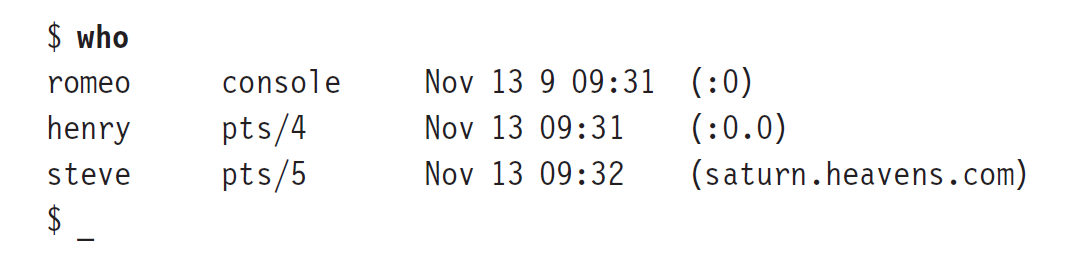 $ who
romeo console Nov 13 9 09:31 (:0)
henry pts/4 Nov 13 09:31 (:0.0)
steve pts/5 Nov 13 09:32 (saturn.heavens.com)
$ _